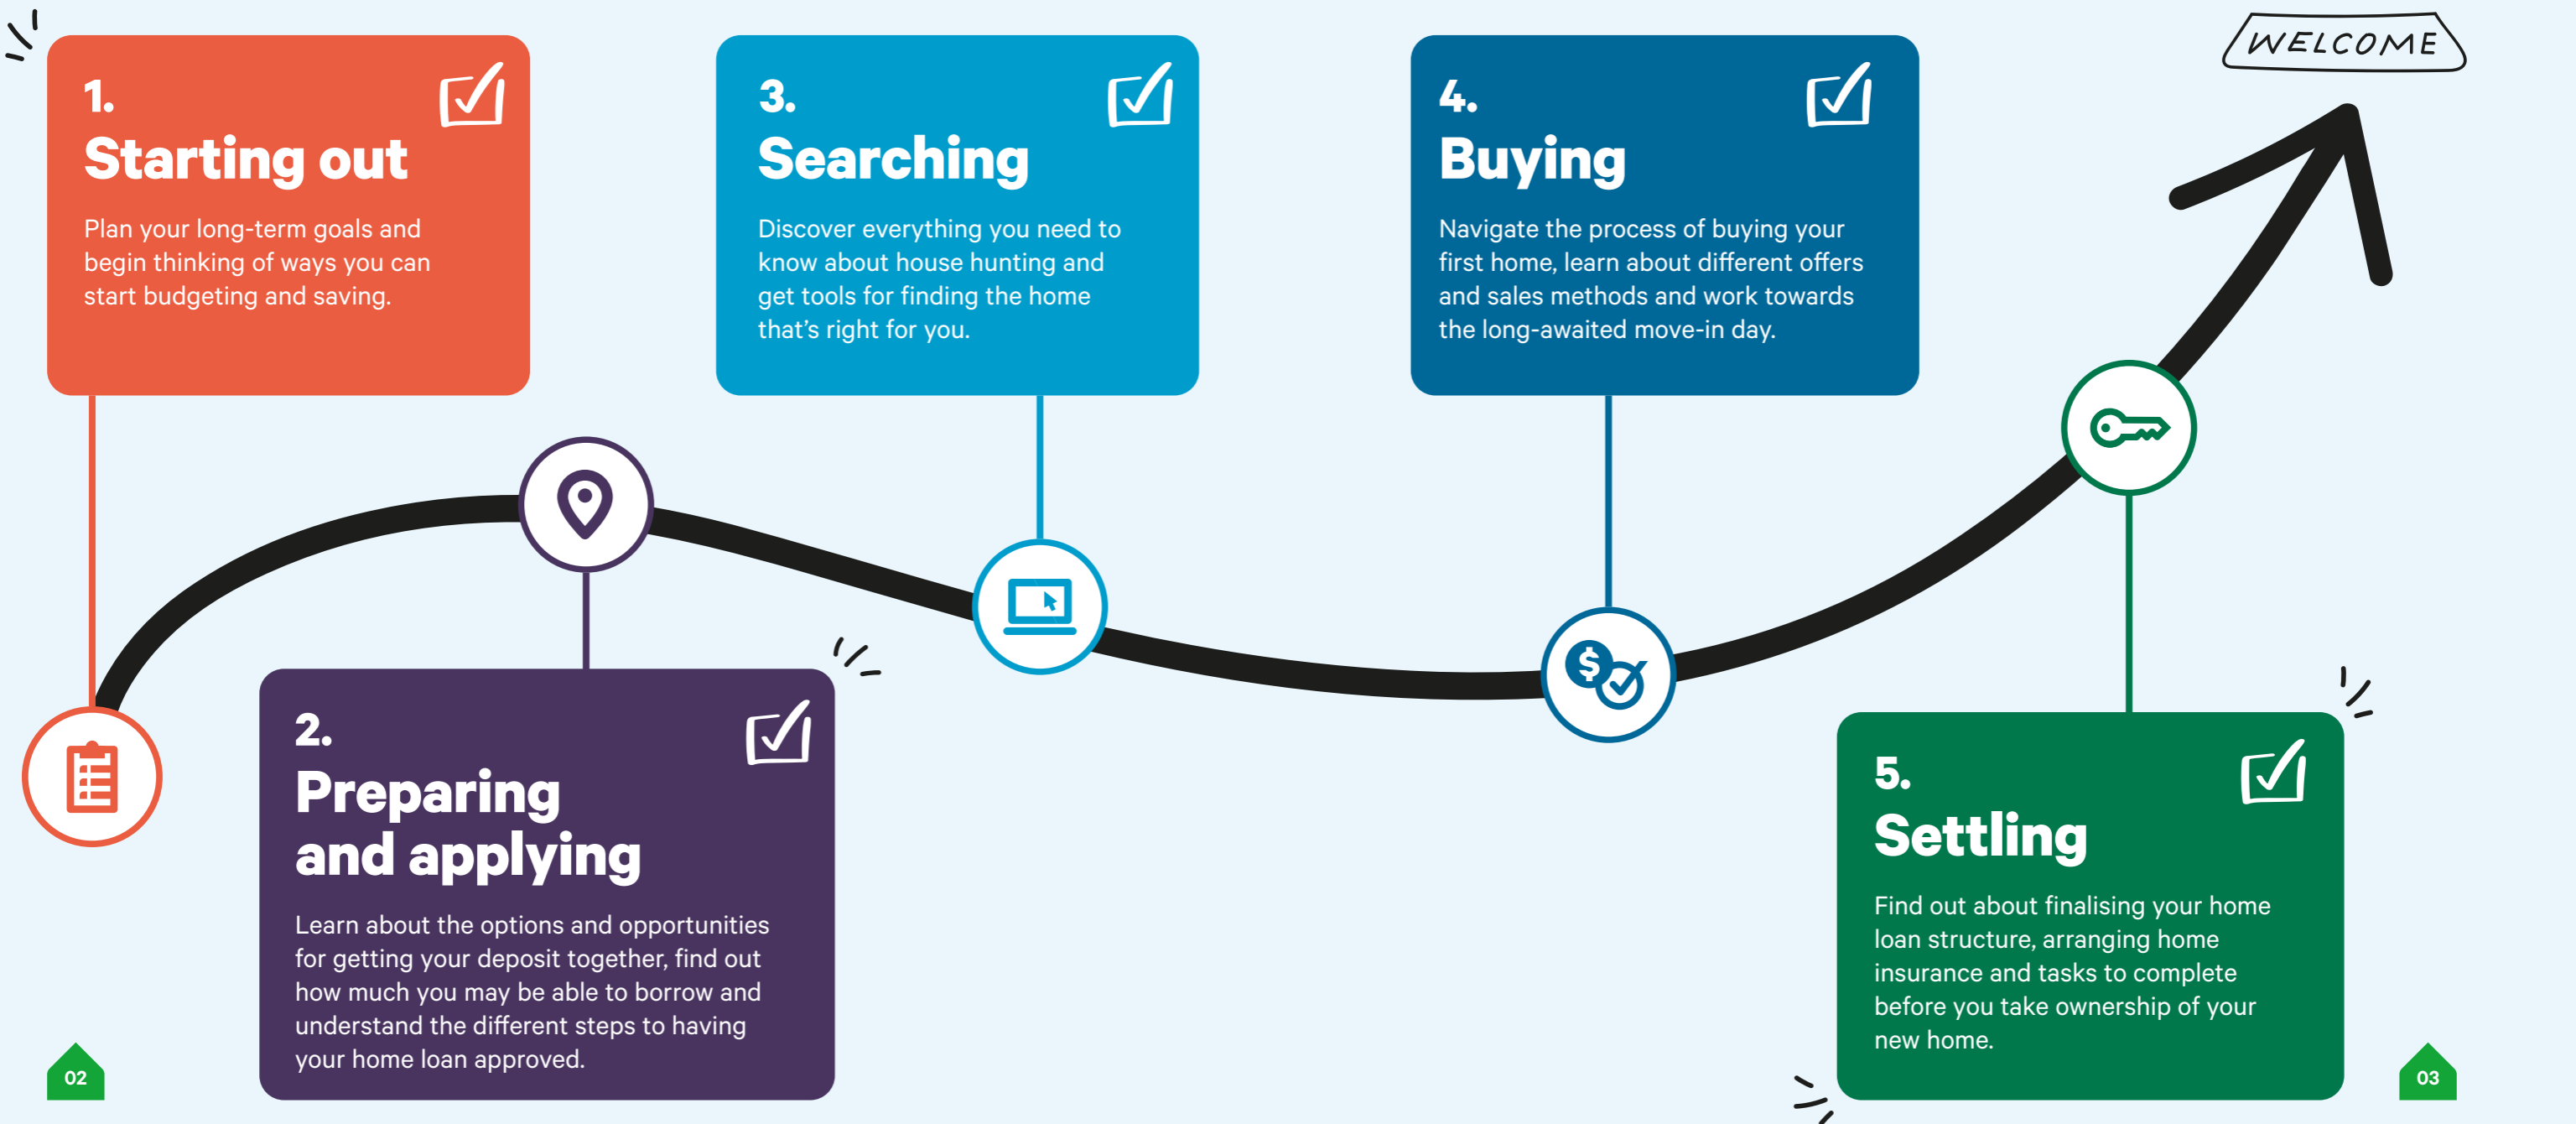 1.
Starting out
Plan your long-term goals and
begin thinking of ways you can
start budgeting and saving.
2.
Preparing
and applying
Learn about the options and opportunities
for getting your deposit together, find out
how much you may be able to borrow and
understand the different steps to having
your home loan approved.
3.
Searching
Discover everything you need to
know about house hunting and
get tools for finding the home
that’s right for you.
4.
Buying
Navigate the process of buying your
first home, learn about different offers
and sales methods and work towards
the long-awaited move-in day.
$
5.
Settling
Find out about finalising your home
loan structure, arranging home
insurance and tasks to complete
before you take ownership of your
new home.
WELCOME
02
03